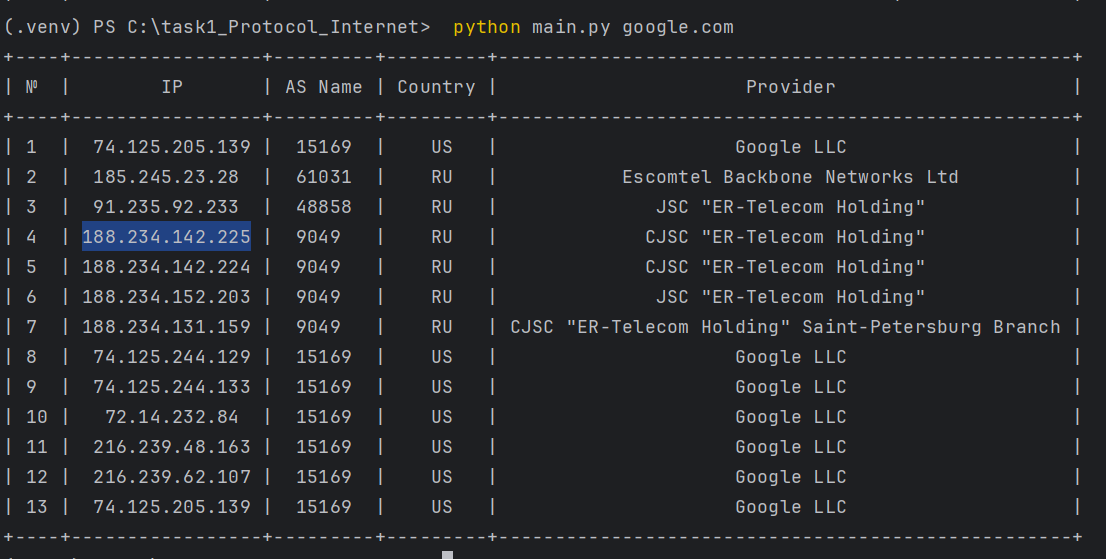 (.venv) PS C:\task1_Protocol_Internet>  python main.py google.com
+----+-----------------+---------+---------+---------------------------------------------------+
| №  |        IP       | AS Name | Country |                      Provider                     |
+----+-----------------+---------+---------+---------------------------------------------------+
| 1  |  74.125.205.139 |  15169  |    US   |                     Google LLC                    |
| 2  |  185.245.23.28  |  61031  |    RU   |           Escomtel Backbone Networks Ltd          |
| 3  |  91.235.92.233  |  48858  |    RU   |              JSC "ER-Telecom Holding"             |
| 4  | 188.234.142.225 |  9049   |    RU   |             CJSC "ER-Telecom Holding"             |
| 5  | 188.234.142.224 |  9049   |    RU   |             CJSC "ER-Telecom Holding"             |
| 6  | 188.234.152.203 |  9049   |    RU   |              JSC "ER-Telecom Holding"             |
| 7  | 188.234.131.159 |  9049   |    RU   | CJSC "ER-Telecom Holding" Saint-Petersburg Branch |
| 8  |  74.125.244.129 |  15169  |    US   |                     Google LLC                    |
| 9  |  74.125.244.133 |  15169  |    US   |                     Google LLC                    |
| 10 |   72.14.232.84  |  15169  |    US   |                     Google LLC                    |
| 11 |  216.239.48.163 |  15169  |    US   |                     Google LLC                    |
| 12 |  216.239.62.107 |  15169  |    US   |                     Google LLC                    |
| 13 |  74.125.205.139 |  15169  |    US   |                     Google LLC                    |
+----+-----------------+---------+---------+---------------------------------------------------+